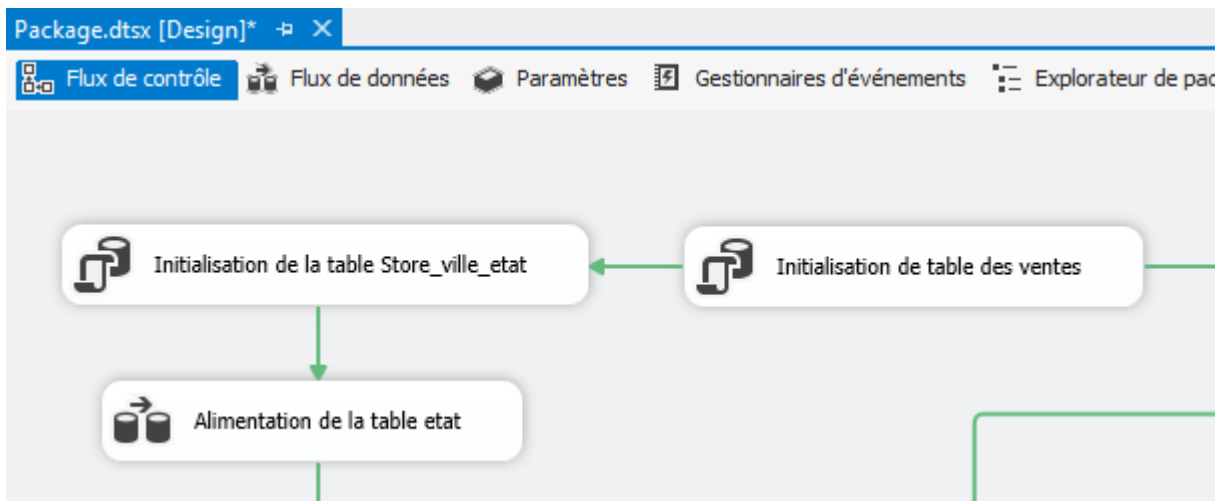 Package.dtsx [Design]*
Flux de contrôle Flux de données Paramètres Gestionnaires d'événements Explorateur de pac
Initialisation de la table Store_ville_etat Initialisation de table des ventes
Alimentation de la table etat